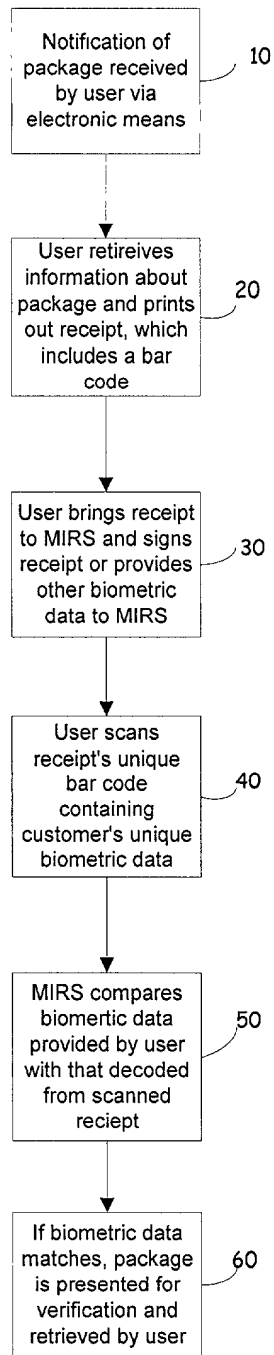 Notification of
package received
by user via
electronic means
10
User retireives
information about
package and prints
out receipt, which
includes a bar
code
20
User brings receipt
to MIRS and signs
receipt or provides
other biometric
data to MIRS
30
User scans
receipt's unique
bar code
containing
customer's unique
biometric data
40
MIRS compares
biomertic data
provided by user
with that decoded
from scanned
reciept
50
If biometric data
matches, package
is presented for
verification and
retrieved by user
60